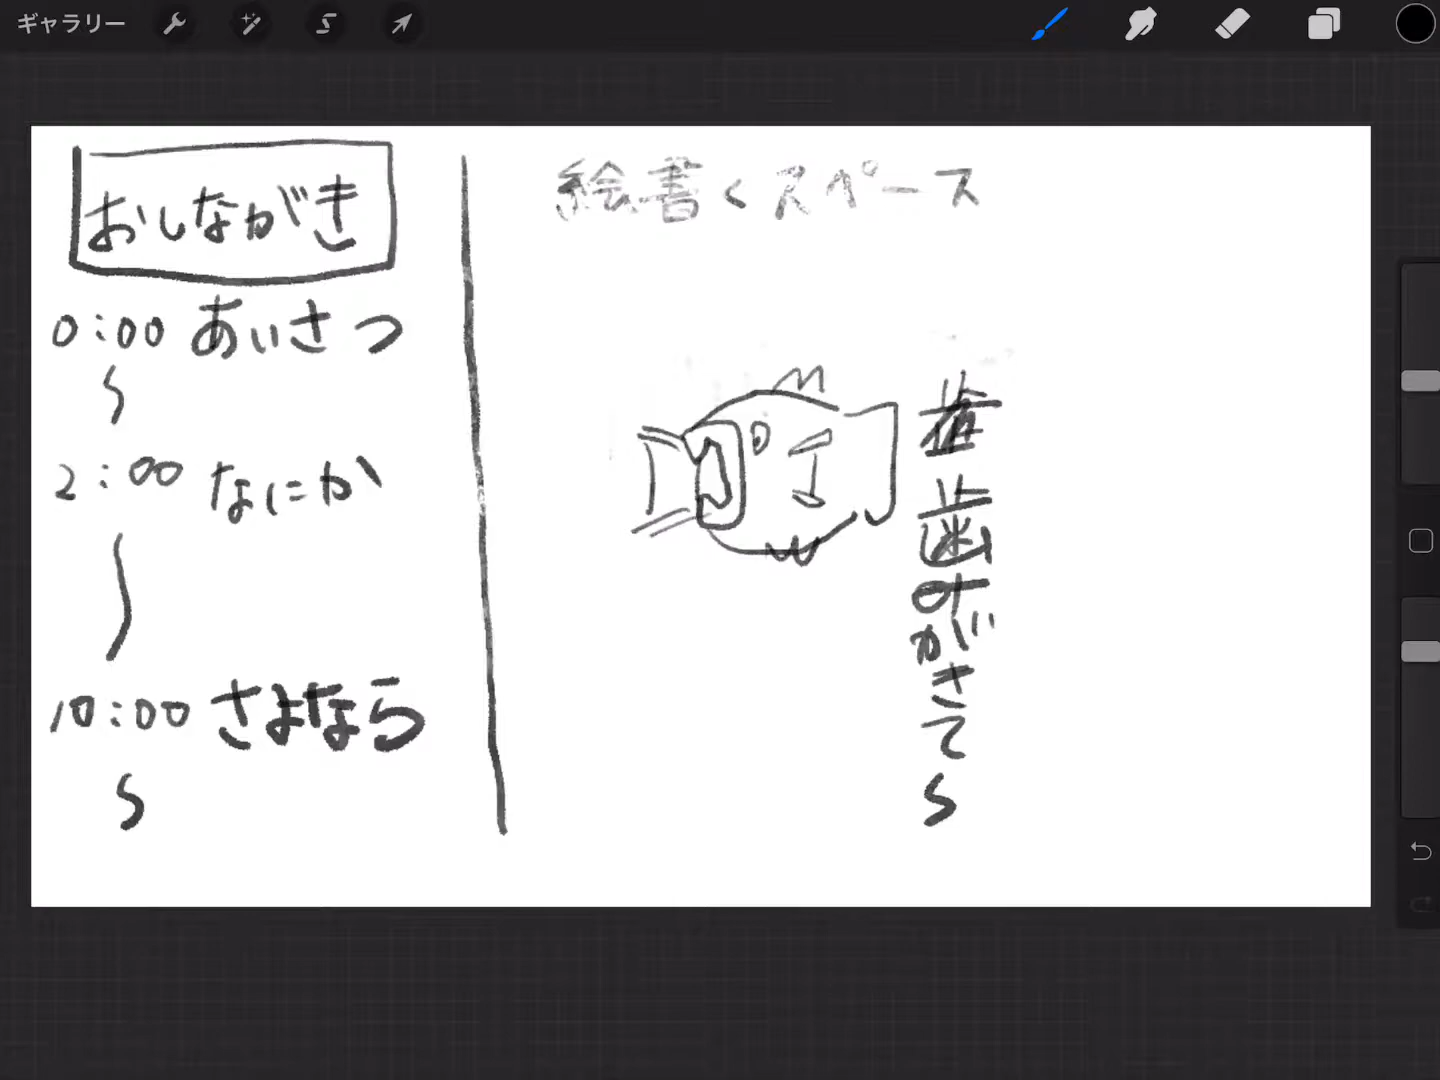 ギャラリー
おしながき
0:00 あいさつ
〜
2:00 なにか
〜
10:00 さよなら
〜
絵書くスペース
歯みがきて〜